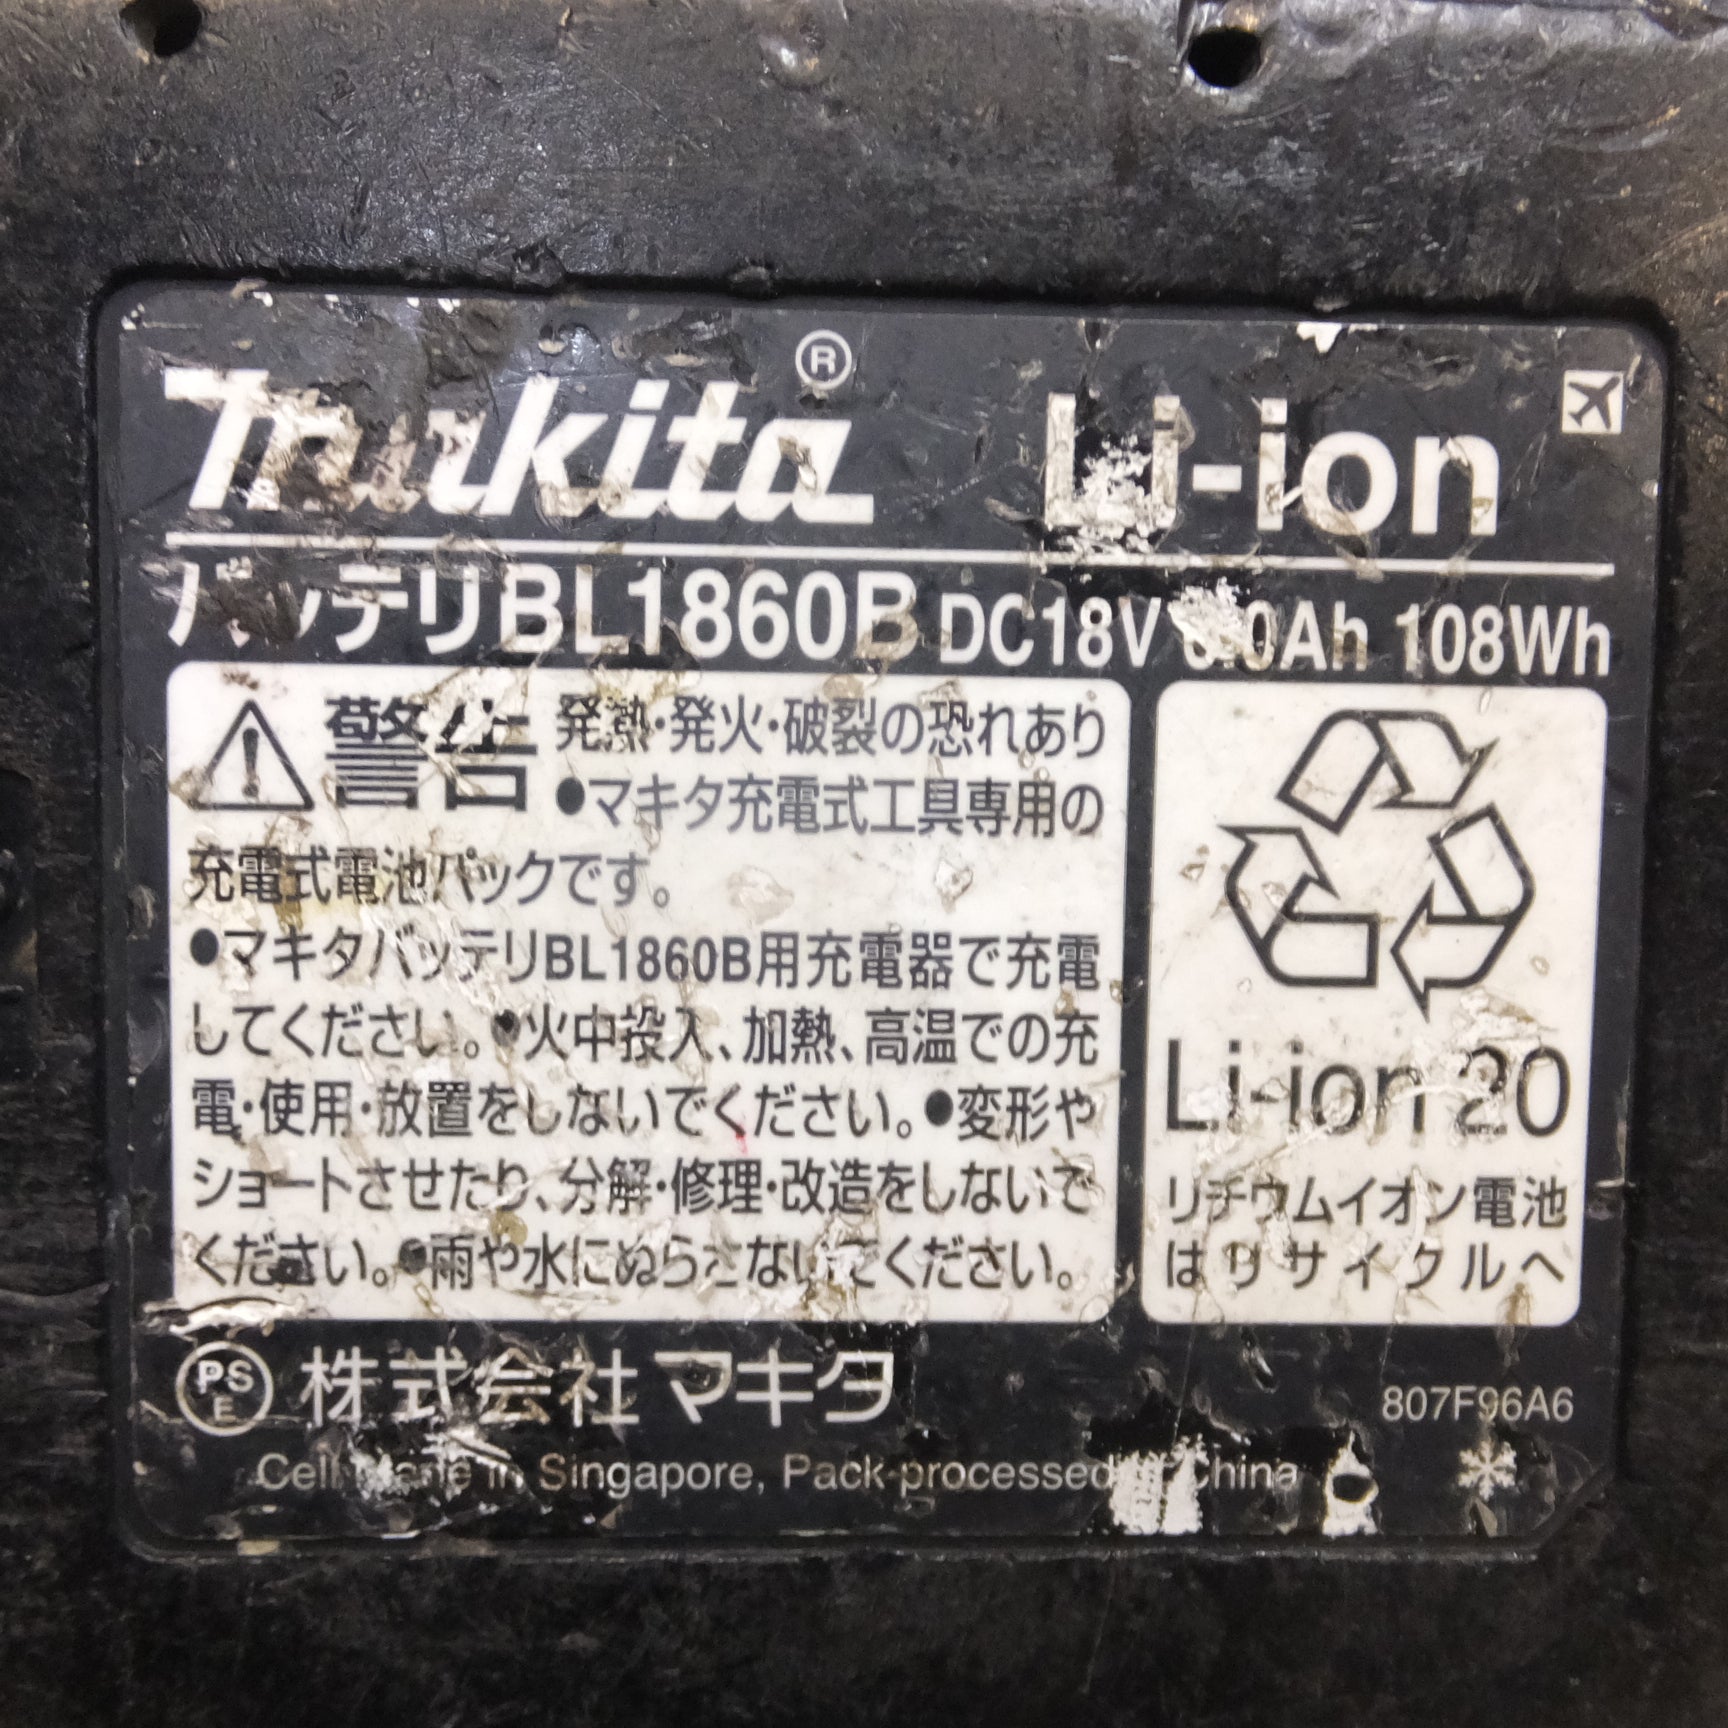 makita® Li-ion
バッテリBL1860B DC18V 6.0Ah 108Wh
警告 発熱・発火・破裂の恐れあり
●マキタ充電式工具専用の
充電式電池パックです。
●マキタバッテリBL1860B用充電器で充電
してください。●火中投入、加熱、高温での充
電・使用・放置をしないでください。●変形や
ショートさせたり、分解・修理・改造をしないで
ください。●雨や水にぬらさないでください。
Li-ion 20
リチウムイオン電池
はリサイクルへ
PSE 株式会社マキタ
807F96A6
Cell Made in Singapore, Pack-processed in China